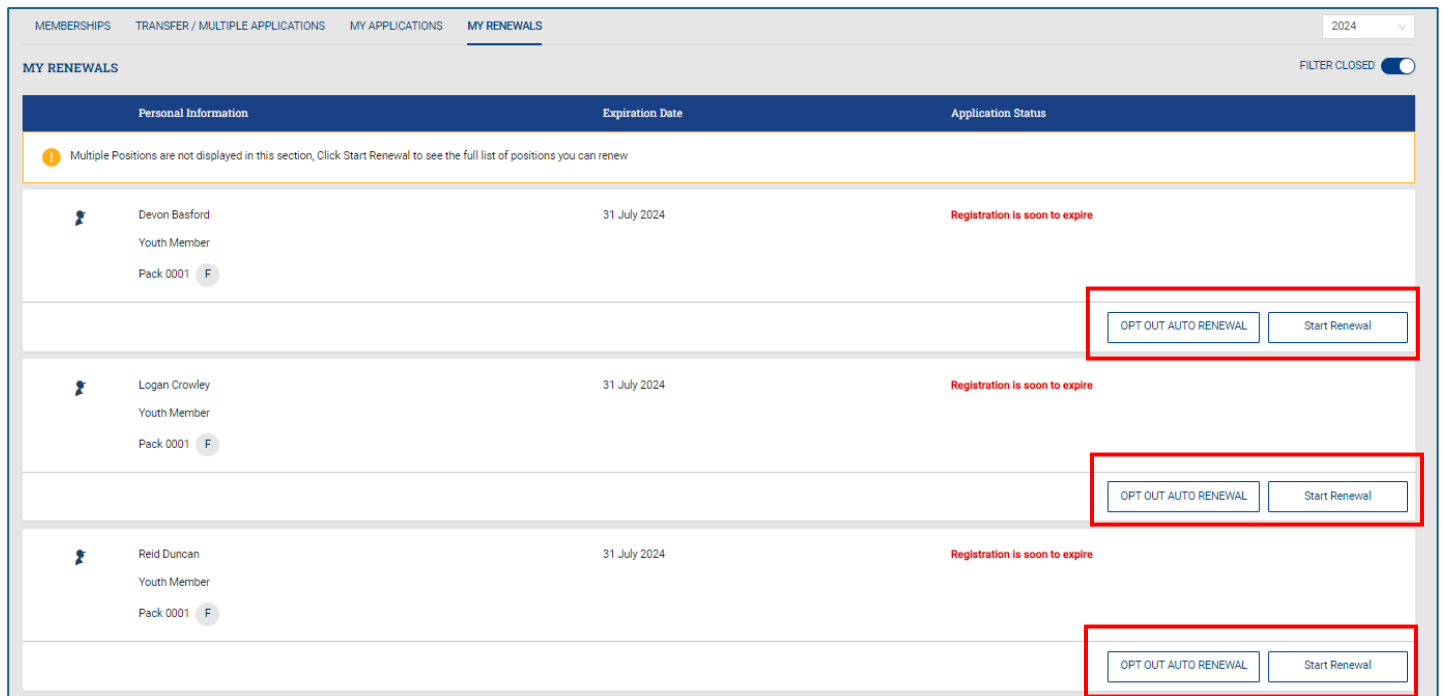 MEMBERSHIPS TRANSFER / MULTIPLE APPLICATIONS MY APPLICATIONS MY RENEWALS 2024
MY RENEWALS FILTER CLOSED
Personal Information Expiration Date Application Status
! Multiple Positions are not displayed in this section, Click Start Renewal to see the full list of positions you can renew
Devon Basford 31 July 2024 Registration is soon to expire
Youth Member
Pack 0001 F
OPT OUT AUTO RENEWAL Start Renewal
Logan Crowley 31 July 2024 Registration is soon to expire
Youth Member
Pack 0001 F
OPT OUT AUTO RENEWAL Start Renewal
Reid Duncan 31 July 2024 Registration is soon to expire
Youth Member
Pack 0001 F
OPT OUT AUTO RENEWAL Start Renewal